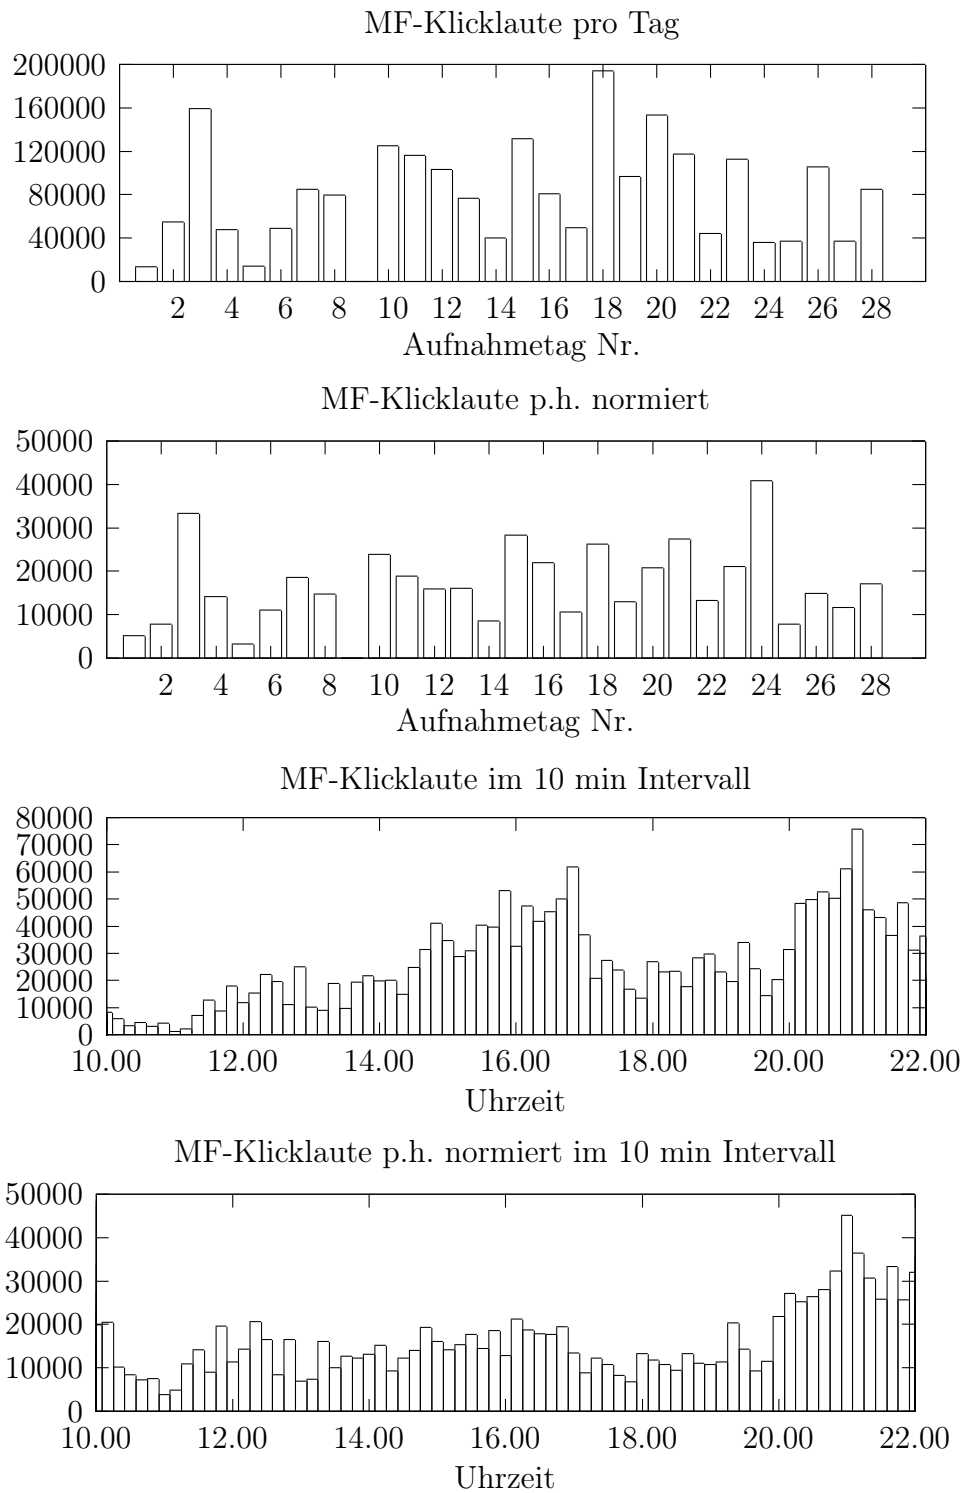 MF-Klicklaute pro Tag
200000
160000
120000
80000
40000
0
2 4 6 8 10 12 14 16 18 20 22 24 26 28
Aufnahmetag Nr.
MF-Klicklaute p.h. normiert
50000
40000
30000
20000
10000
0
2 4 6 8 10 12 14 16 18 20 22 24 26 28
Aufnahmetag Nr.
MF-Klicklaute im 10 min Intervall
80000
70000
60000
50000
40000
30000
20000
10000
0
10.00 12.00 14.00 16.00 18.00 20.00 22.00
Uhrzeit
MF-Klicklaute p.h. normiert im 10 min Intervall
50000
40000
30000
20000
10000
0
10.00 12.00 14.00 16.00 18.00 20.00 22.00
Uhrzeit